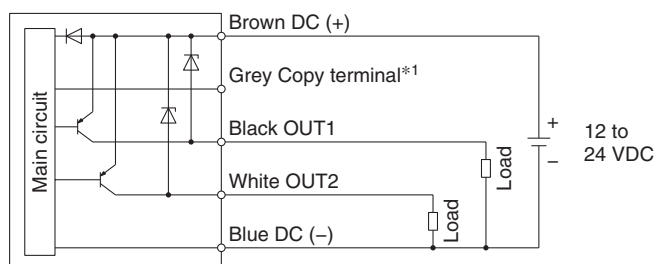 Brown DC (+)
Grey Copy terminal*1
Main circuit
Black OUT1
+
12 to
24 VDC
−
Load
White OUT2
Load
Blue DC (−)